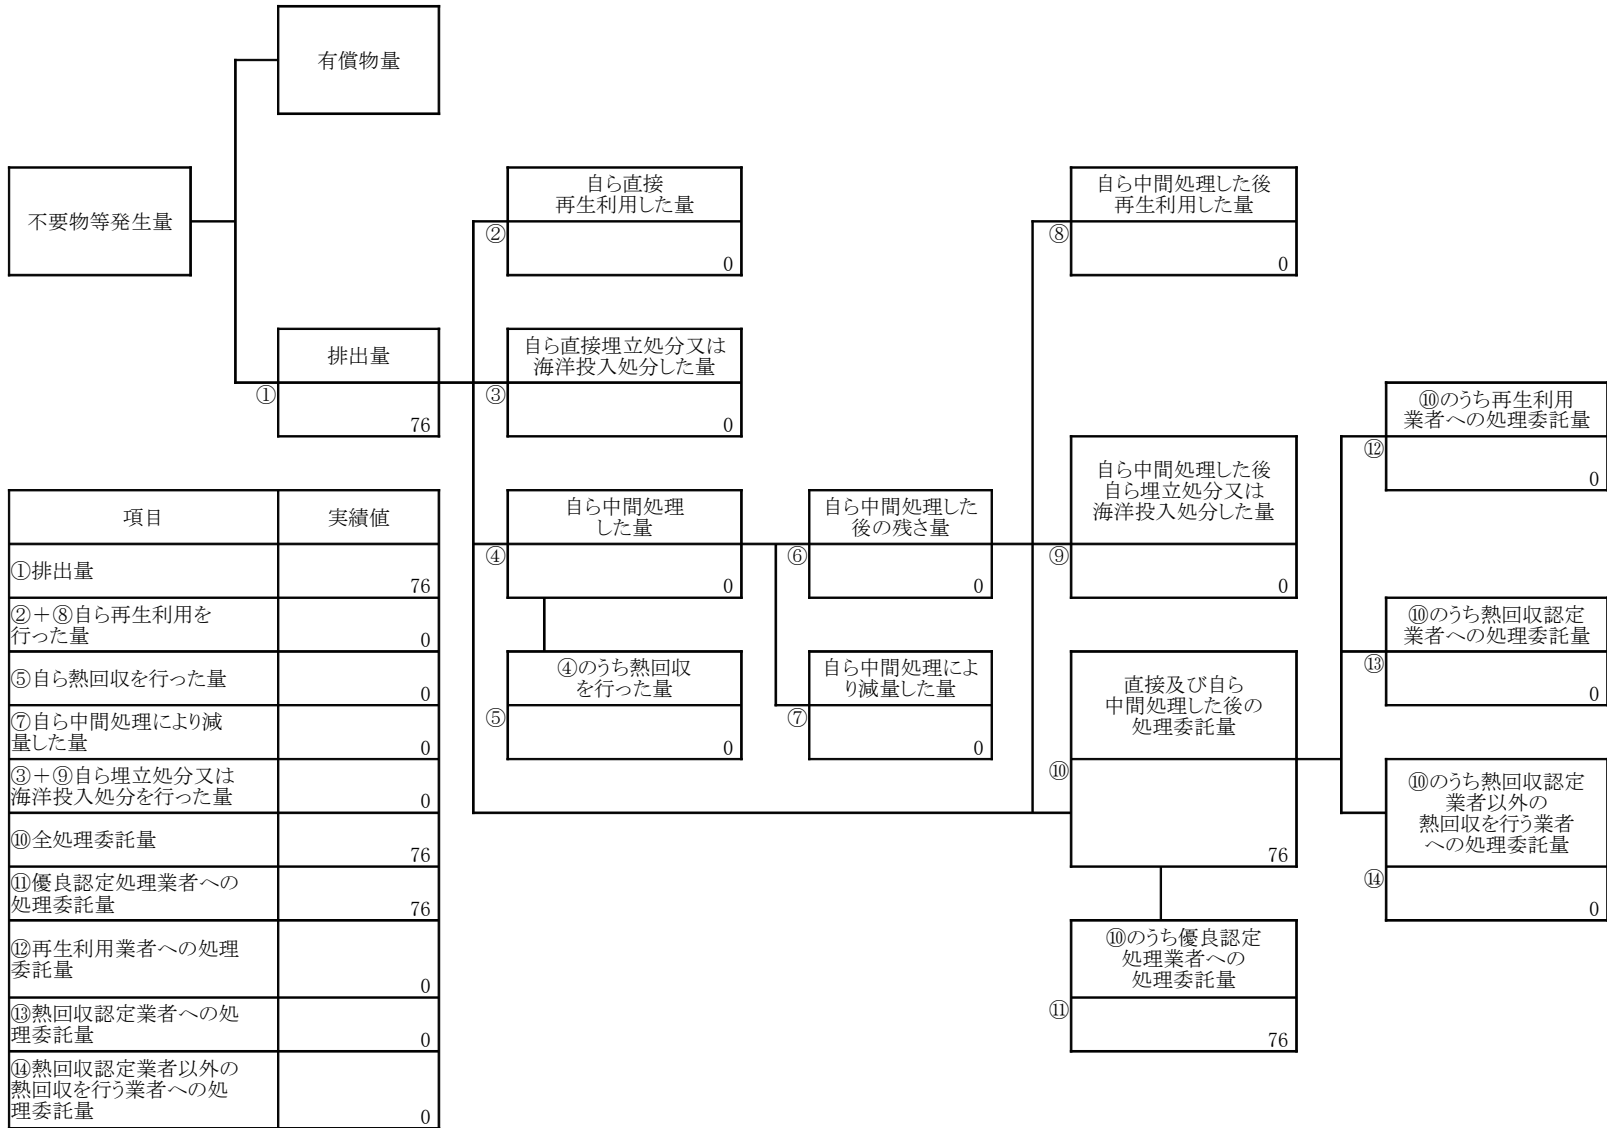 有償物量
不要物等発生量
自ら直接
再生利用した量
②
0
自ら中間処理した後
再生利用した量
⑧
0
排出量
①
76
自ら直接埋立処分又は
海洋投入処分した量
③
0
⑩のうち再生利用
業者への処理委託量
⑫
0
自ら中間処理
した量
④
0
自ら中間処理した
後の残さ量
⑥
0
自ら中間処理した後
自ら埋立処分又は
海洋投入処分した量
⑨
0
④のうち熱回収
を行った量
⑤
0
自ら中間処理によ
り減量した量
⑦
0
直接及び自ら
中間処理した後の
処理委託量
⑩
76
⑩のうち熱回収認定
業者への処理委託量
⑬
0
⑩のうち熱回収認定
業者以外の
熱回収を行う業者
への処理委託量
⑭
0
⑩のうち優良認定
処理業者への
処理委託量
⑪
76
項目
実績値
①排出量
76
②＋⑧自ら再生利用を
行った量
0
⑤自ら熱回収を行った量
0
⑦自ら中間処理により減
量した量
0
③＋⑨自ら埋立処分又は
海洋投入処分を行った量
0
⑩全処理委託量
76
⑪優良認定処理業者への
処理委託量
76
⑫再生利用業者への処理
委託量
0
⑬熱回収認定業者への処
理委託量
0
⑭熱回収認定業者以外の
熱回収を行う業者への処
理委託量
0